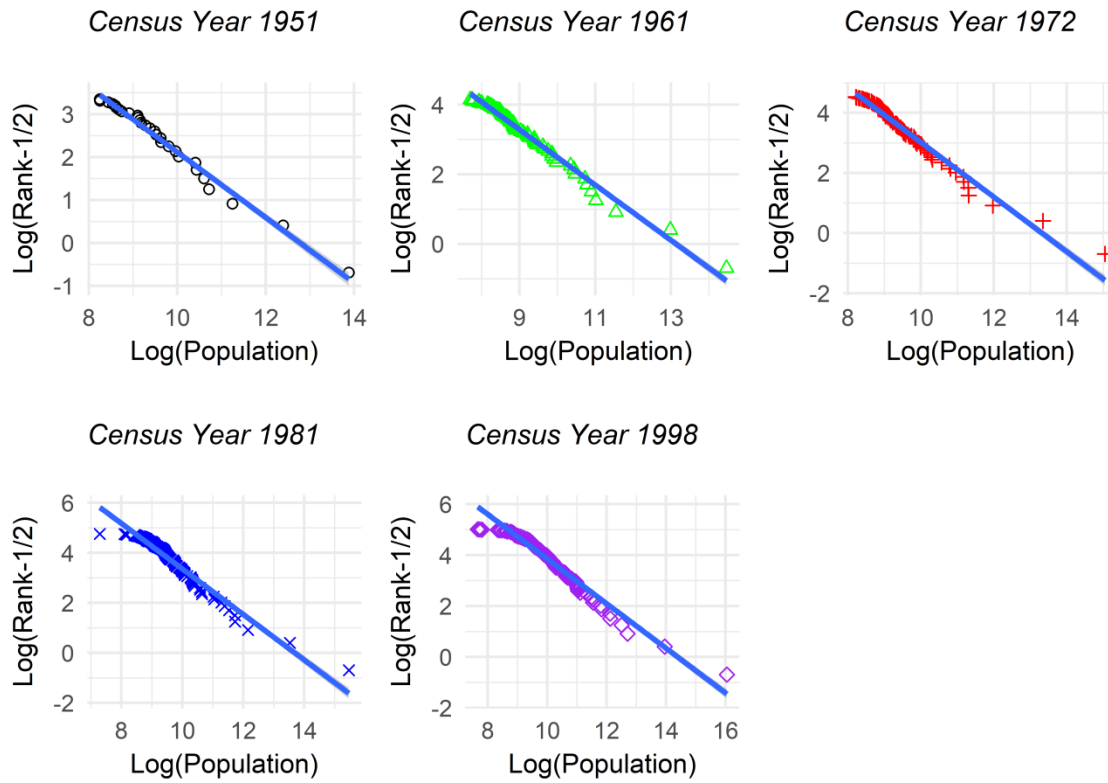 Census Year 1951
Census Year 1961
Census Year 1972
Log(Rank-1/2)
3
2
1
0
-1
8
10
12
14
Log(Population)
Log(Rank-1/2)
4
2
0
9
11
13
Log(Population)
Log(Rank-1/2)
4
2
0
-2
8
10
12
14
Log(Population)
Census Year 1981
Census Year 1998
Log(Rank-1/2)
6
4
2
0
-2
8
10
12
14
Log(Population)
Log(Rank-1/2)
6
4
2
0
-2
8
10
12
14
16
Log(Population)